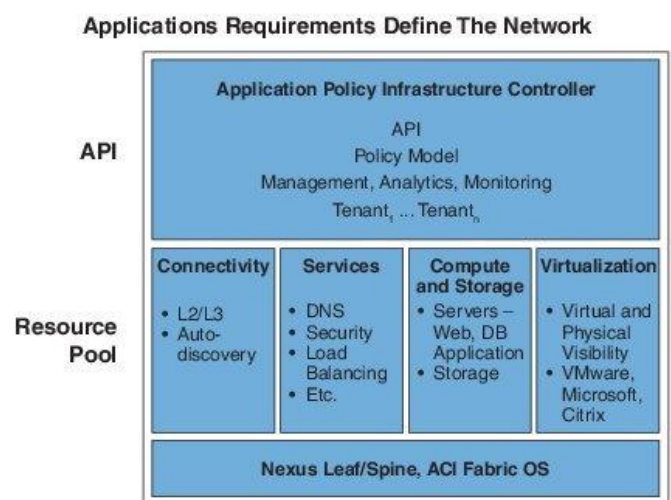 Applications Requirements Define The Network
API
Application Policy Infrastructure Controller
API
Policy Model
Management, Analytics, Monitoring
Tenant₁ ... Tenantₙ
Resource
Pool
Connectivity
• L2/L3
• Auto-
discovery
Services
• DNS
• Security
• Load
Balancing
• Etc.
Compute
and Storage
• Servers –
Web, DB
Application
• Storage
Virtualization
• Virtual and
Physical
Visibility
• VMware,
Microsoft,
Citrix
Nexus Leaf/Spine, ACI Fabric OS